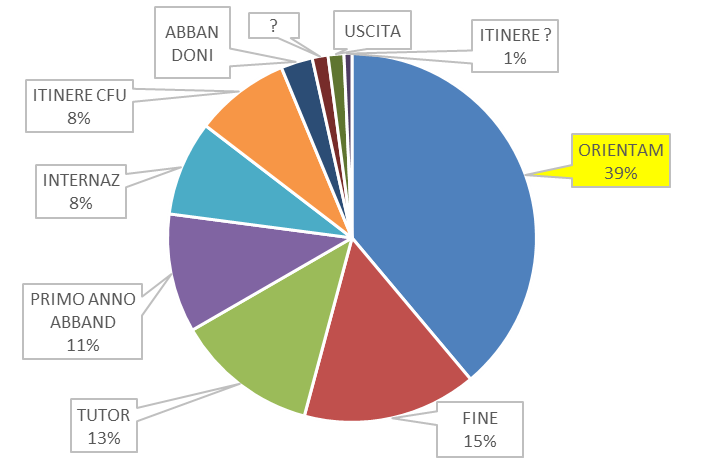 ABBAN
DONI
?
USCITA
ITINERE ?
1%
ITINERE CFU
8%
ORIENTAM
39%
INTERNAZ
8%
PRIMO ANNO
ABBAND
11%
TUTOR
13%
FINE
15%